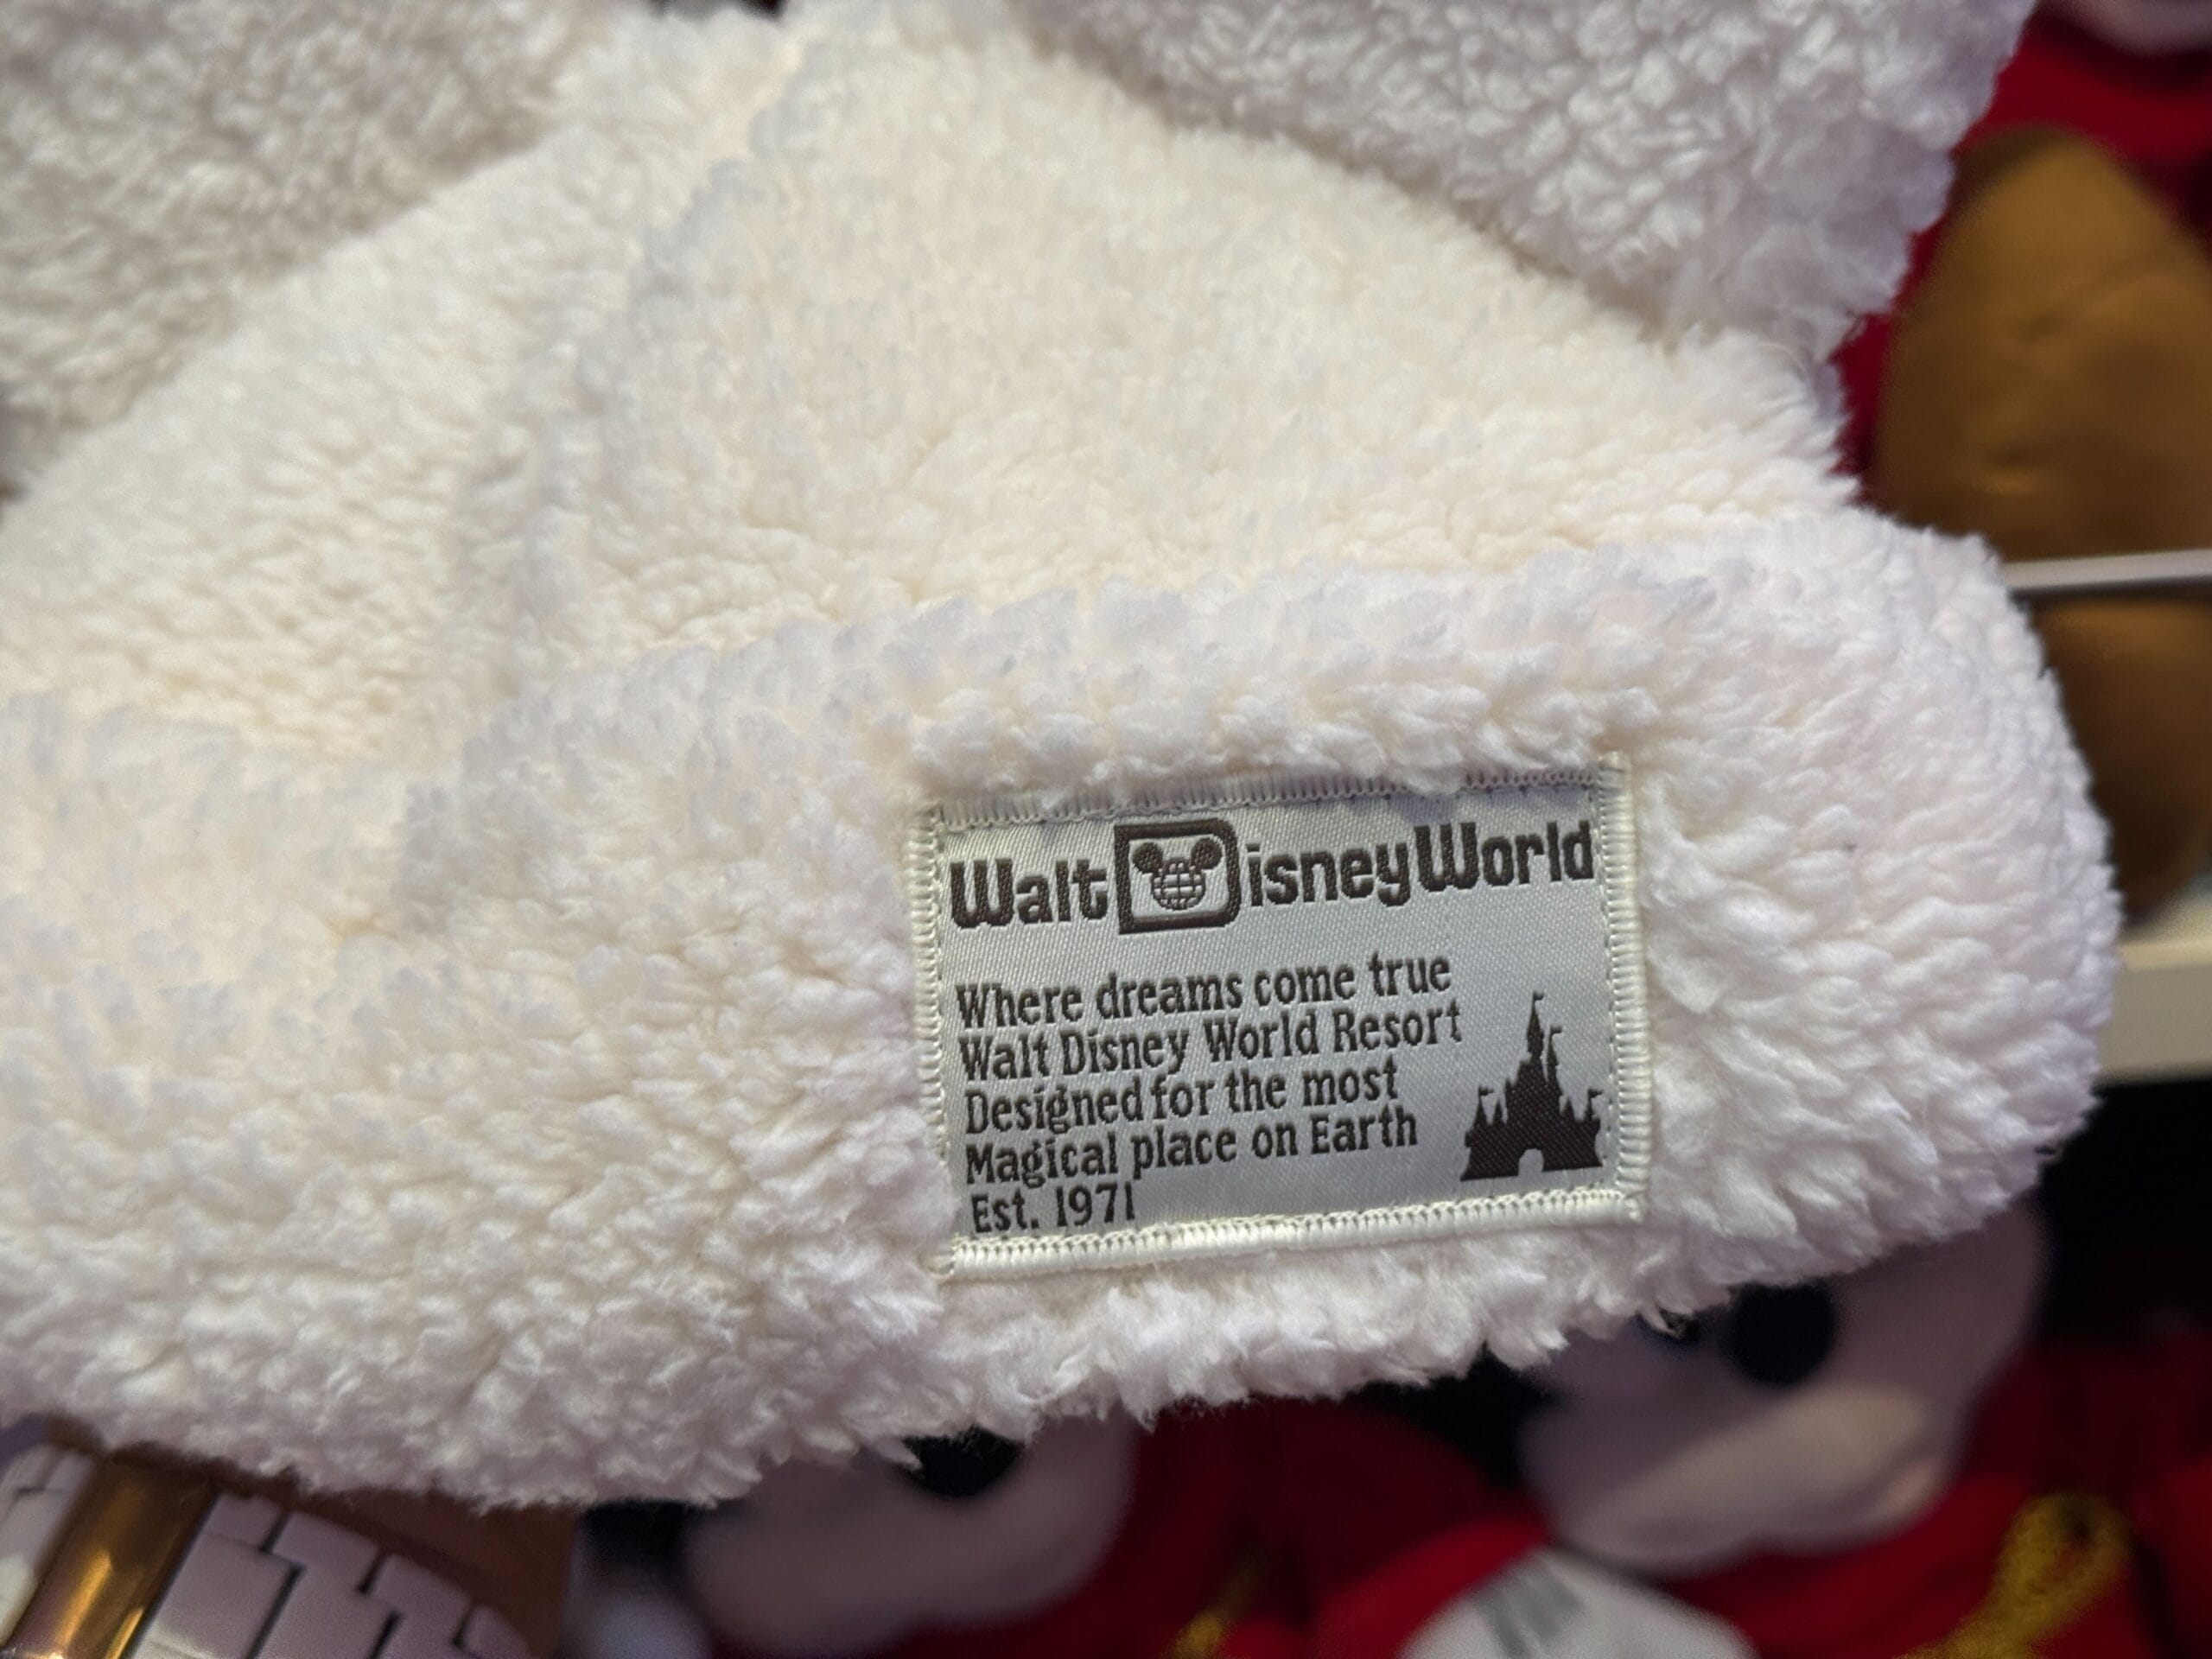 Walt Disney World
Where dreams come true
Walt Disney World Resort
Designed for the most
Magical place on Earth
Est. 1971